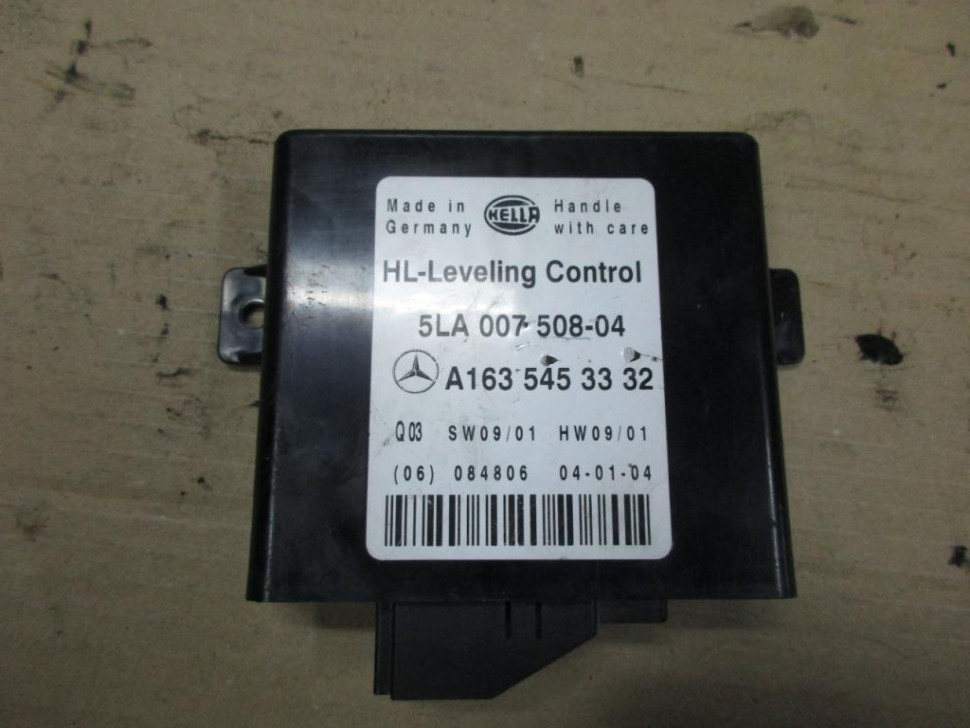 Made in HELLA Handle
Germany with care
HL-Leveling Control
5LA 007 508-04
A163 545 33 32
Q03 SW09/01 HW09/01
(06) 084806 04-01-04